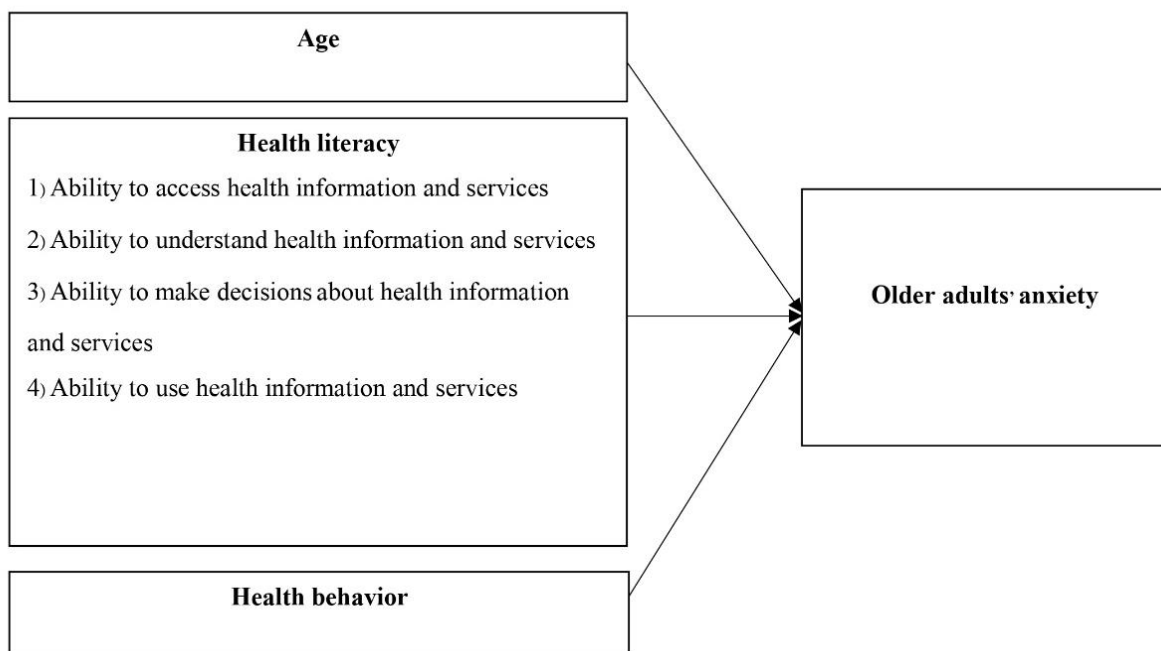 Age
Health literacy
1) Ability to access health information and services
2) Ability to understand health information and services
3) Ability to make decisions about health information
and services
4) Ability to use health information and services
Older adults' anxiety
Health behavior